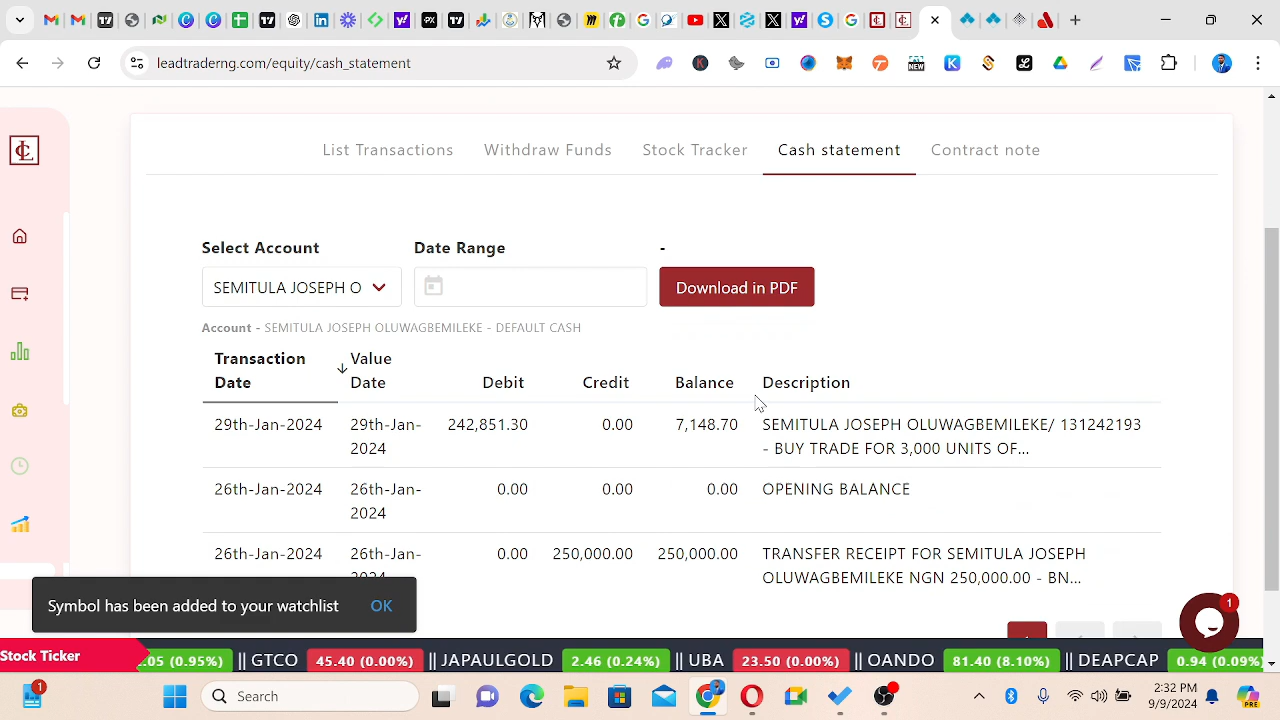 leadtraderng.com/equity/cash_statement
NEW
List Transactions
Withdraw Funds
Stock Tracker
Cash statement
Contract note
Select Account
Date Range
-
SEMITULA JOSEPH O
Download in PDF
Account - SEMITULA JOSEPH OLUWAGBEMILEKE - DEFAULT CASH
Transaction
Date
Value
Date
Debit
Credit
Balance
Description
29th-Jan-2024
29th-Jan-
2024
242,851.30
0.00
7,148.70
SEMITULA JOSEPH OLUWAGBEMILEKE/ 131242193
- BUY TRADE FOR 3,000 UNITS OF...
26th-Jan-2024
26th-Jan-
2024
0.00
0.00
0.00
OPENING BALANCE
26th-Jan-2024
26th-Jan-
0.00
250,000.00
250,000.00
TRANSFER RECEIPT FOR SEMITULA JOSEPH
OLUWAGBEMILEKE NGN 250,000.00 - BN...
Symbol has been added to your watchlist
OK
1
Stock Ticker
.05 (0.95%) || GTCO 45.40 (0.00%) || JAPAULGOLD 2.46 (0.24%) || UBA 23.50 (0.00%) || OANDO 81.40 (8.10%) || DEAPCAP 0.94 (0.09%)
1
Search
2:32 PM
9/9/2024
PRE